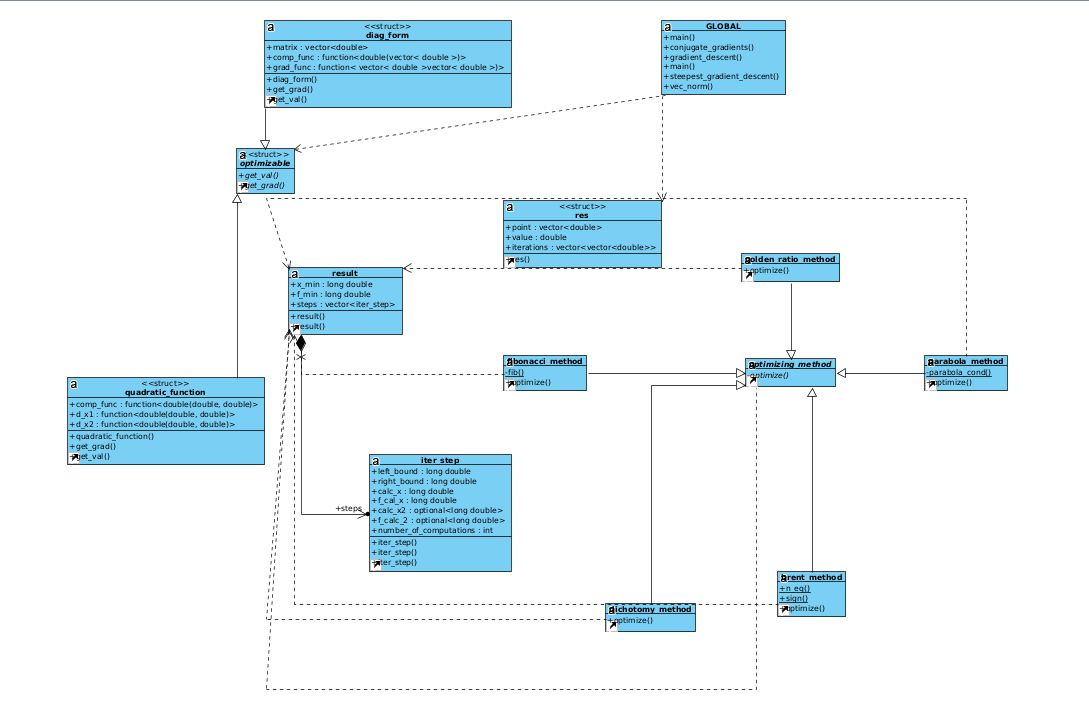 <<struct>>
diag_form
+matrix : vector<double>
+comp_func : function<double(vector< double >)>
+grad_func : function< vector< double >vector< double >)>
+diag_form()
+get_grad()
+get_val()
GLOBAL
+main()
+conjugate_gradients()
+gradient_descent()
+main()
+steepest_gradient_descent()
+vec_norm()
<<struct>>
optimizable
+get_val()
+get_grad()
<<struct>>
res
+point : vector<double>
+value : double
+iterations : vector<vector<double>>
+res()
golden_ratio_method
+optimize()
result
+x_min : long double
+f_min : long double
+steps : vector<iter_step>
+result()
+result()
fibonacci_method
-fib()
+optimize()
optimizing_method
+optimize()
parabola_method
-parabola_cond()
+optimize()
<<struct>>
quadratic_function
+comp_func : function<double(double, double)>
+d_x1 : function<double(double, double)>
+d_x2 : function<double(double, double)>
+quadratic_function()
+get_grad()
+get_val()
iter_step
+left_bound : long double
+right_bound : long double
+calc_x : long double
+f_cal_x : long double
+calc_x2 : optional<long double>
+f_calc_2 : optional<long double>
+number_of_computations : int
+iter_step()
+iter_step()
+iter_step()
+steps
brent_method
+n_eq()
+sign()
+optimize()
dichotomy_method
+optimize()